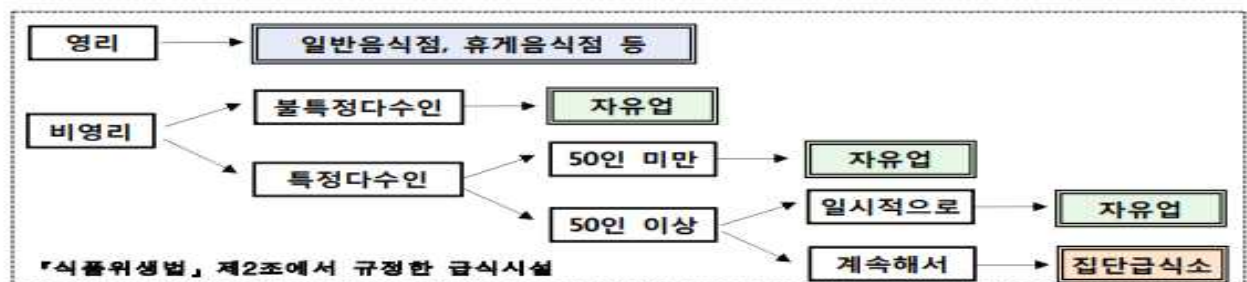 영리
일반음식점, 휴게음식점 등
비영리
불특정다수인
자유업
특정다수인
50인 미만
자유업
50인 이상
일시적으로
자유업
계속해서
집단급식소
『식품위생법』 제2조에서 규정한 급식시설